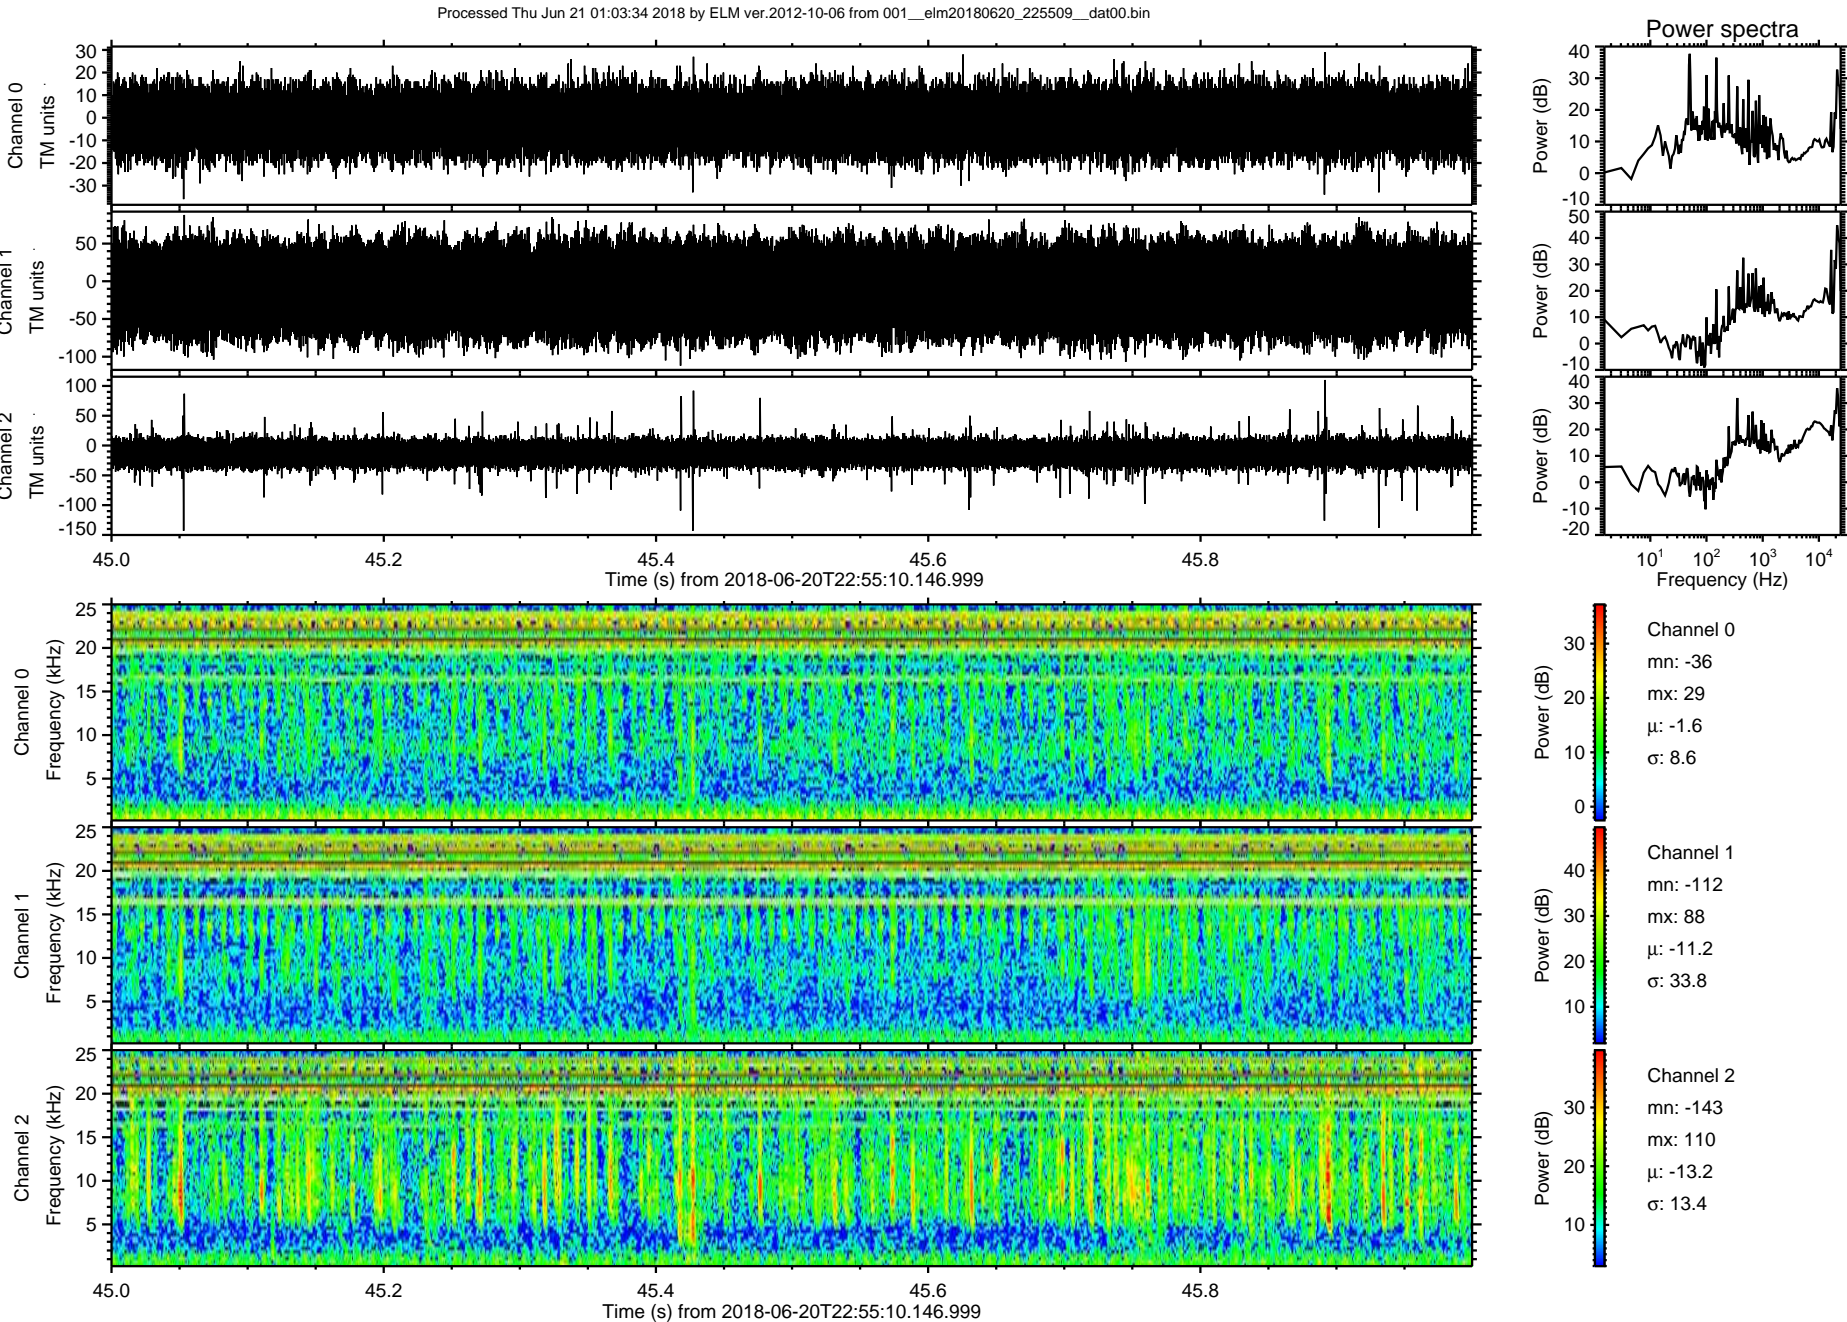 Processed Thu Jun 21 01:03:34 2018 by ELM ver.2012-10-06 from 001__elm20180620_225509__dat00.bin
Power spectra
Channel 0
TM units
30
20
10
0
-10
-20
-30
Power (dB)
40
30
20
10
0
-10
Channel 1
TM units
50
0
-50
-100
Power (dB)
50
40
30
20
10
0
-10
Channel 2
TM units
100
50
0
-50
-100
-150
Power (dB)
40
30
20
10
0
-10
-20
45.0 45.2 45.4 45.6 45.8
Time (s) from 2018-06-20T22:55:10.146.999
10^1 10^2 10^3 10^4
Frequency (Hz)
Channel 0
Frequency (kHz)
25
20
15
10
5
Power (dB)
30
20
10
0
Channel 0
mn: -36
mx: 29
μ: -1.6
σ: 8.6
Channel 1
Frequency (kHz)
25
20
15
10
5
Power (dB)
40
30
20
10
Channel 1
mn: -112
mx: 88
μ: -11.2
σ: 33.8
Channel 2
Frequency (kHz)
25
20
15
10
5
Power (dB)
30
20
10
Channel 2
mn: -143
mx: 110
μ: -13.2
σ: 13.4
45.0 45.2 45.4 45.6 45.8
Time (s) from 2018-06-20T22:55:10.146.999